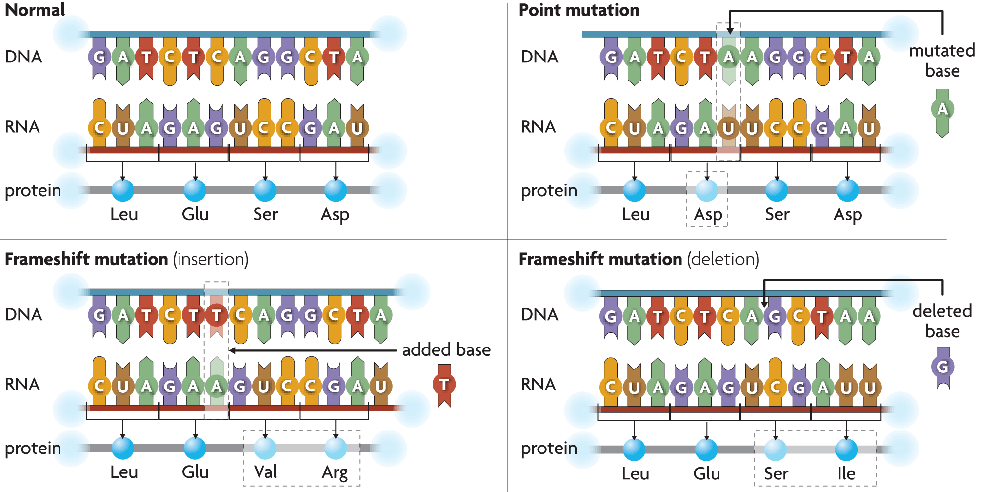 Normal
DNA G A T C T C A G G C T A
RNA C U A G A G U C C G A U
protein
Leu Glu Ser Asp
Point mutation
DNA G A T C T A A G G C T A
mutated
base
A
RNA C U A G A U U C C G A U
protein
Leu Asp Ser Asp
Frameshift mutation (insertion)
DNA G A T C T T C A G G C T A
added base
T
RNA C U A G A A G U C C G A U
protein
Leu Glu Val Arg
Frameshift mutation (deletion)
DNA G A T C T C A G C T A A
deleted
base
G
RNA C U A G A G U C G A U U
protein
Leu Glu Ser Ile